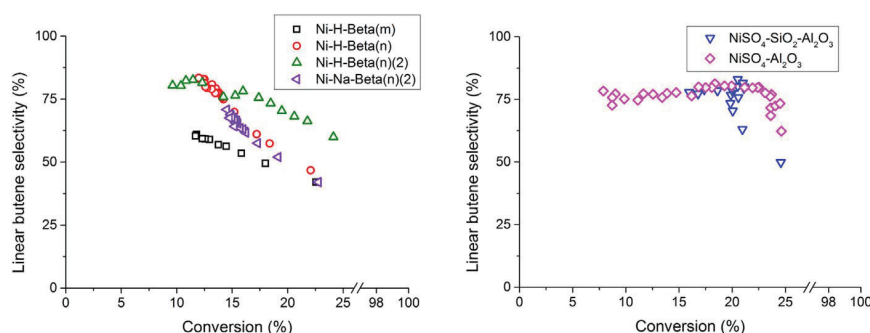 Linear butene selectivity (%)
100
75
50
25
0
Ni-H-Beta(m)
Ni-H-Beta(n)
Ni-H-Beta(n)(2)
Ni-Na-Beta(n)(2)
0 5 10 15 20 25 98 100
Conversion (%)
Linear butene selectivity (%)
100
75
50
25
0
NiSO₄-SiO₂-Al₂O₃
NiSO₄-Al₂O₃
0 5 10 15 20 25 98 100
Conversion (%)